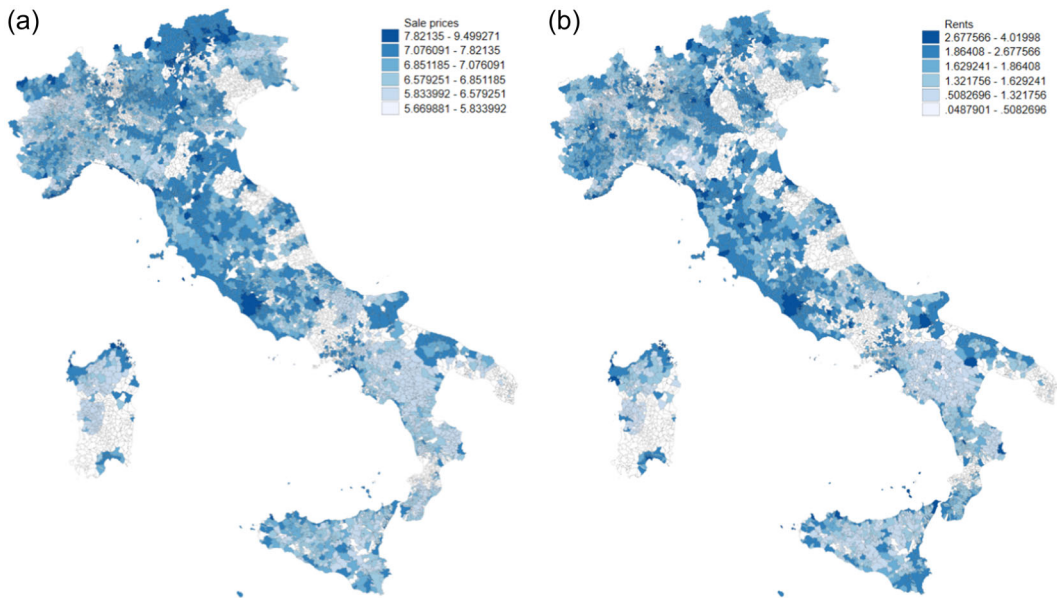 (a)
Sale prices
7.82135 - 9.499271
7.076091 - 7.82135
6.851185 - 7.076091
6.579251 - 6.851185
5.833992 - 6.579251
5.669881 - 5.833992
(b)
Rents
2.677566 - 4.01998
1.86408 - 2.677566
1.629241 - 1.86408
1.321756 - 1.629241
.5082696 - 1.321756
.0487901 - .5082696